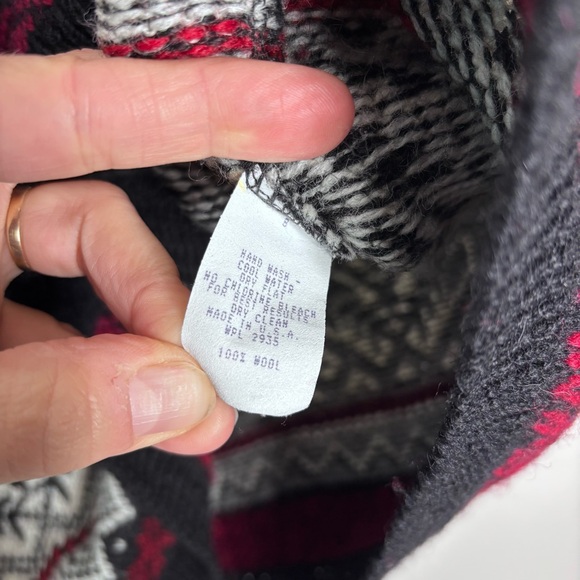 HAND WASH -
COOL WATER
DRY FLAT
NO CHLORINE BLEACH
FOR BEST RESULTS
DRY CLEAN
MADE IN U.S.A.
WPL 2935
100% WOOL